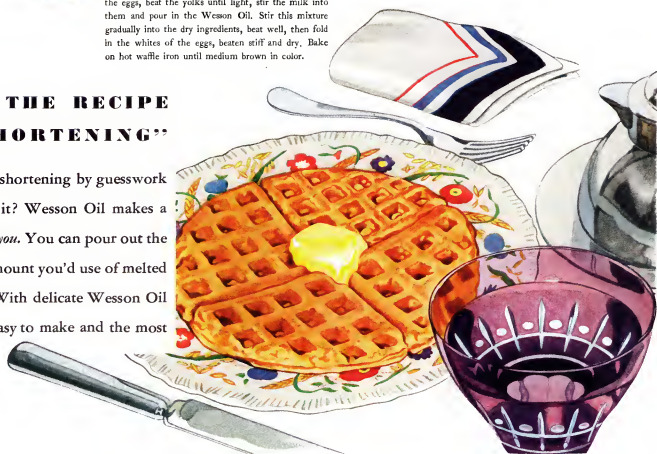 the eggs, beat the yolks until light, stir the milk into
them and pour in the Wesson Oil. Stir this mixture
gradually into the dry ingredients, beat well, then fold
in the whites of the eggs, beaten stiff and dry. Bake
on hot waffle iron until medium brown in color.
THE RECIPE
HORTENING”
shortening by guesswork
it? Wesson Oil makes a
you. You can pour out the
mount you'd use of melted
With delicate Wesson Oil
asy to make and the most